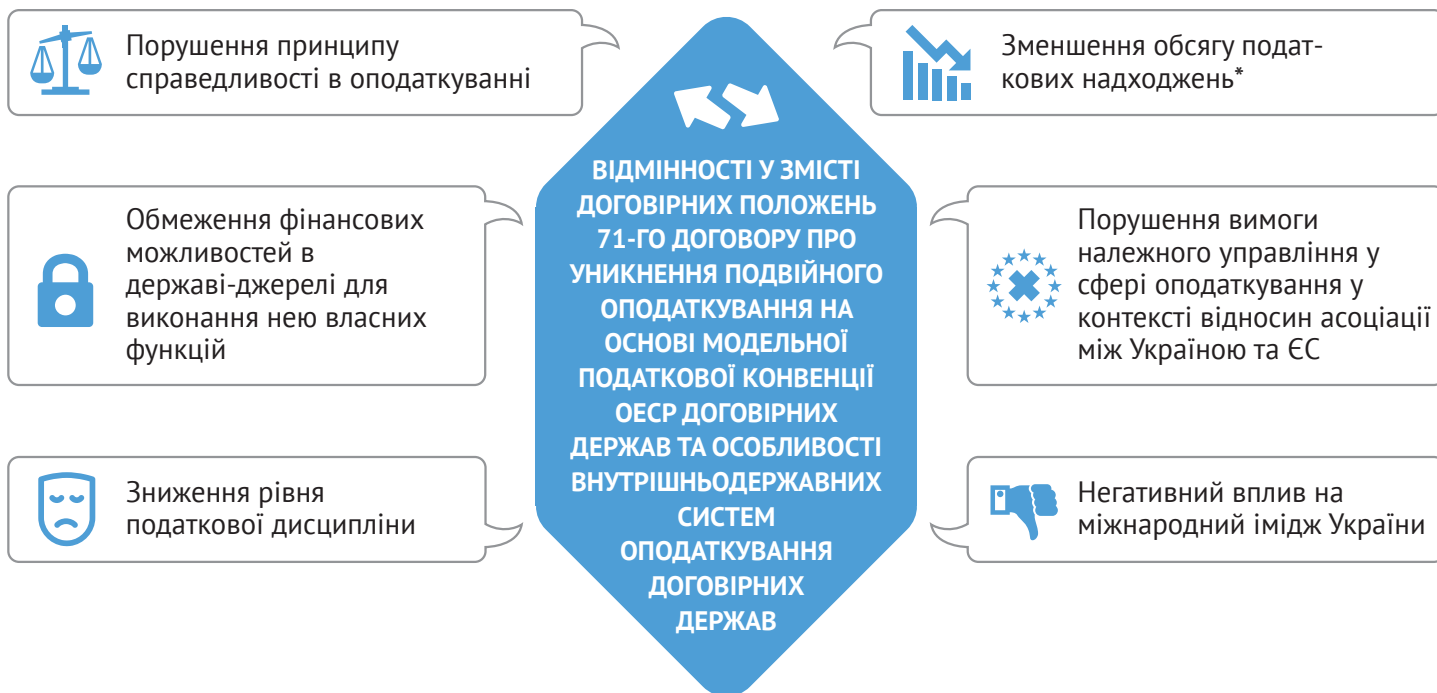 Порушення принципу
справедливості в оподаткуванні
Обмеження фінансових
можливостей в
державі-джерелі для
виконання нею власних
функцій
Зниження рівня
податкової дисципліни
ВІДМІННОСТІ У ЗМІСТІ
ДОГОВІРНИХ ПОЛОЖЕНЬ
71-ГО ДОГОВОРУ ПРО
УНИКНЕННЯ ПОДВІЙНОГО
ОПОДАТКУВАННЯ НА
ОСНОВІ МОДЕЛЬНОЇ
ПОДАТКОВОЇ КОНВЕНЦІЇ
ОЕСР ДОГОВІРНИХ
ДЕРЖАВ ТА ОСОБЛИВОСТІ
ВНУТРІШНЬОДЕРЖАВНИХ
СИСТЕМ
ОПОДАТКУВАННЯ
ДОГОВІРНИХ
ДЕРЖАВ
Зменшення обсягу подат-
кових надходжень*
Порушення вимоги
належного управління у
сфері оподаткування у
контексті відносин асоціації
між Україною та ЄС
Негативний вплив на
міжнародний імідж України